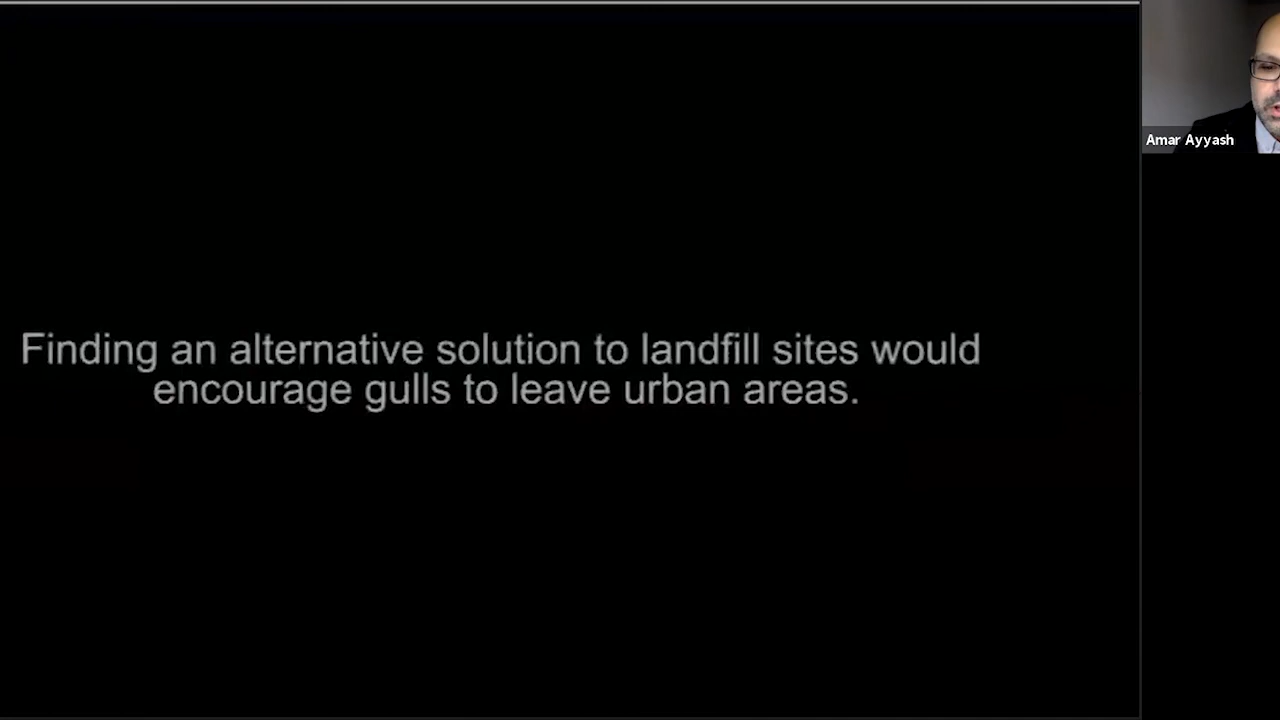 Finding an alternative solution to landfill sites would
encourage gulls to leave urban areas.
Amar Ayyash